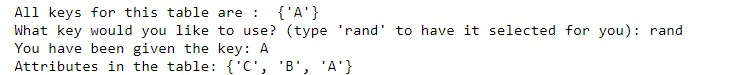 All keys for this table are :  {'A'}
What key would you like to use? (type 'rand' to have it selected for you): rand
You have been given the key: A
Attributes in the table: {'C', 'B', 'A'}